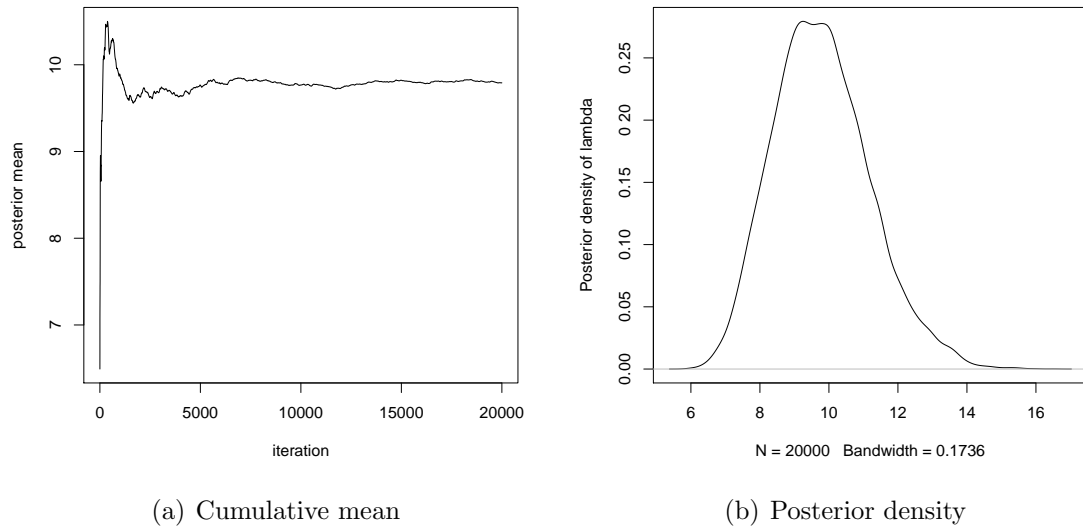 posterior mean
10
9
8
7
0 5000 10000 15000 20000
iteration
(a) Cumulative mean
Posterior density of lambda
0.25
0.20
0.15
0.10
0.05
0.00
6 8 10 12 14 16
N = 20000 Bandwidth = 0.1736
(b) Posterior density